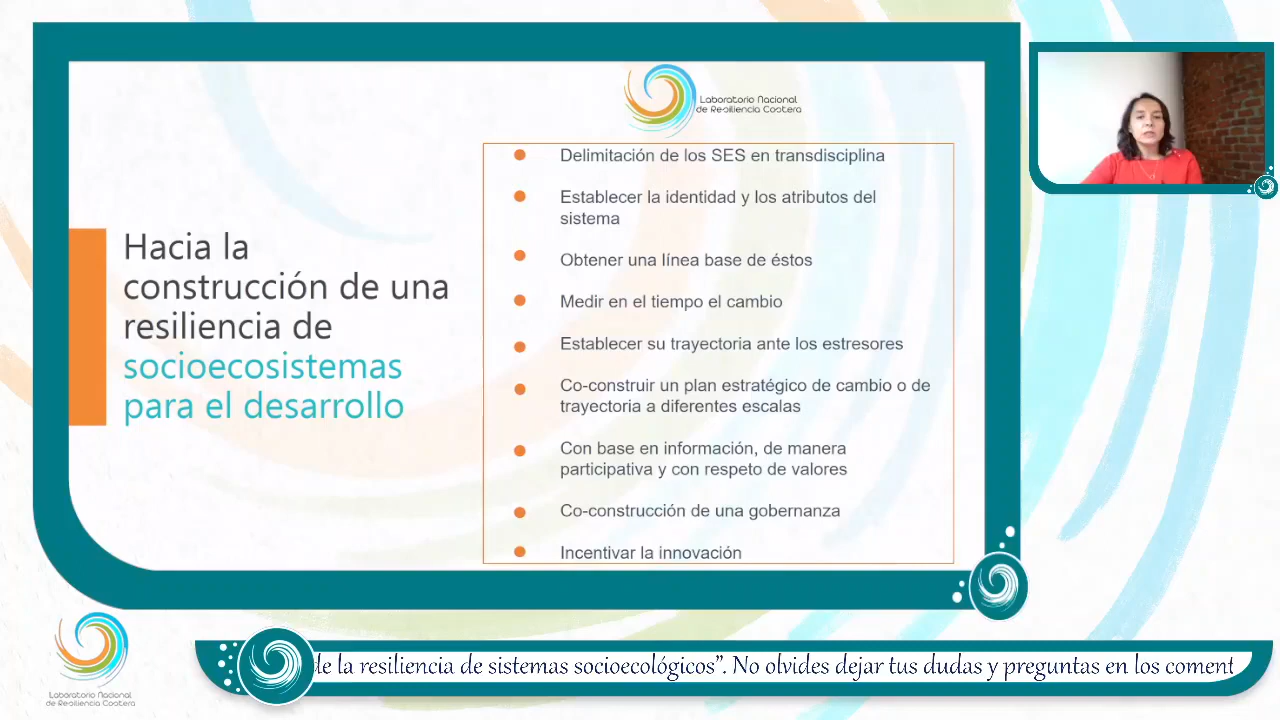 Laboratorio Nacional
de Resiliencia Costera
Hacia la
construcción de una
resiliencia de
socioecosistemas
para el desarrollo
Delimitación de los SES en transdisciplina
Establecer la identidad y los atributos del
sistema
Obtener una línea base de éstos
Medir en el tiempo el cambio
Establecer su trayectoria ante los estresores
Co-construir un plan estratégico de cambio o de
trayectoria a diferentes escalas
Con base en información, de manera
participativa y con respeto de valores
Co-construcción de una gobernanza
Incentivar la innovación
Laboratorio Nacional
de Resiliencia Costera
de la resiliencia de sistemas socioecológicos”. No olvides dejar tus dudas y preguntas en los coment